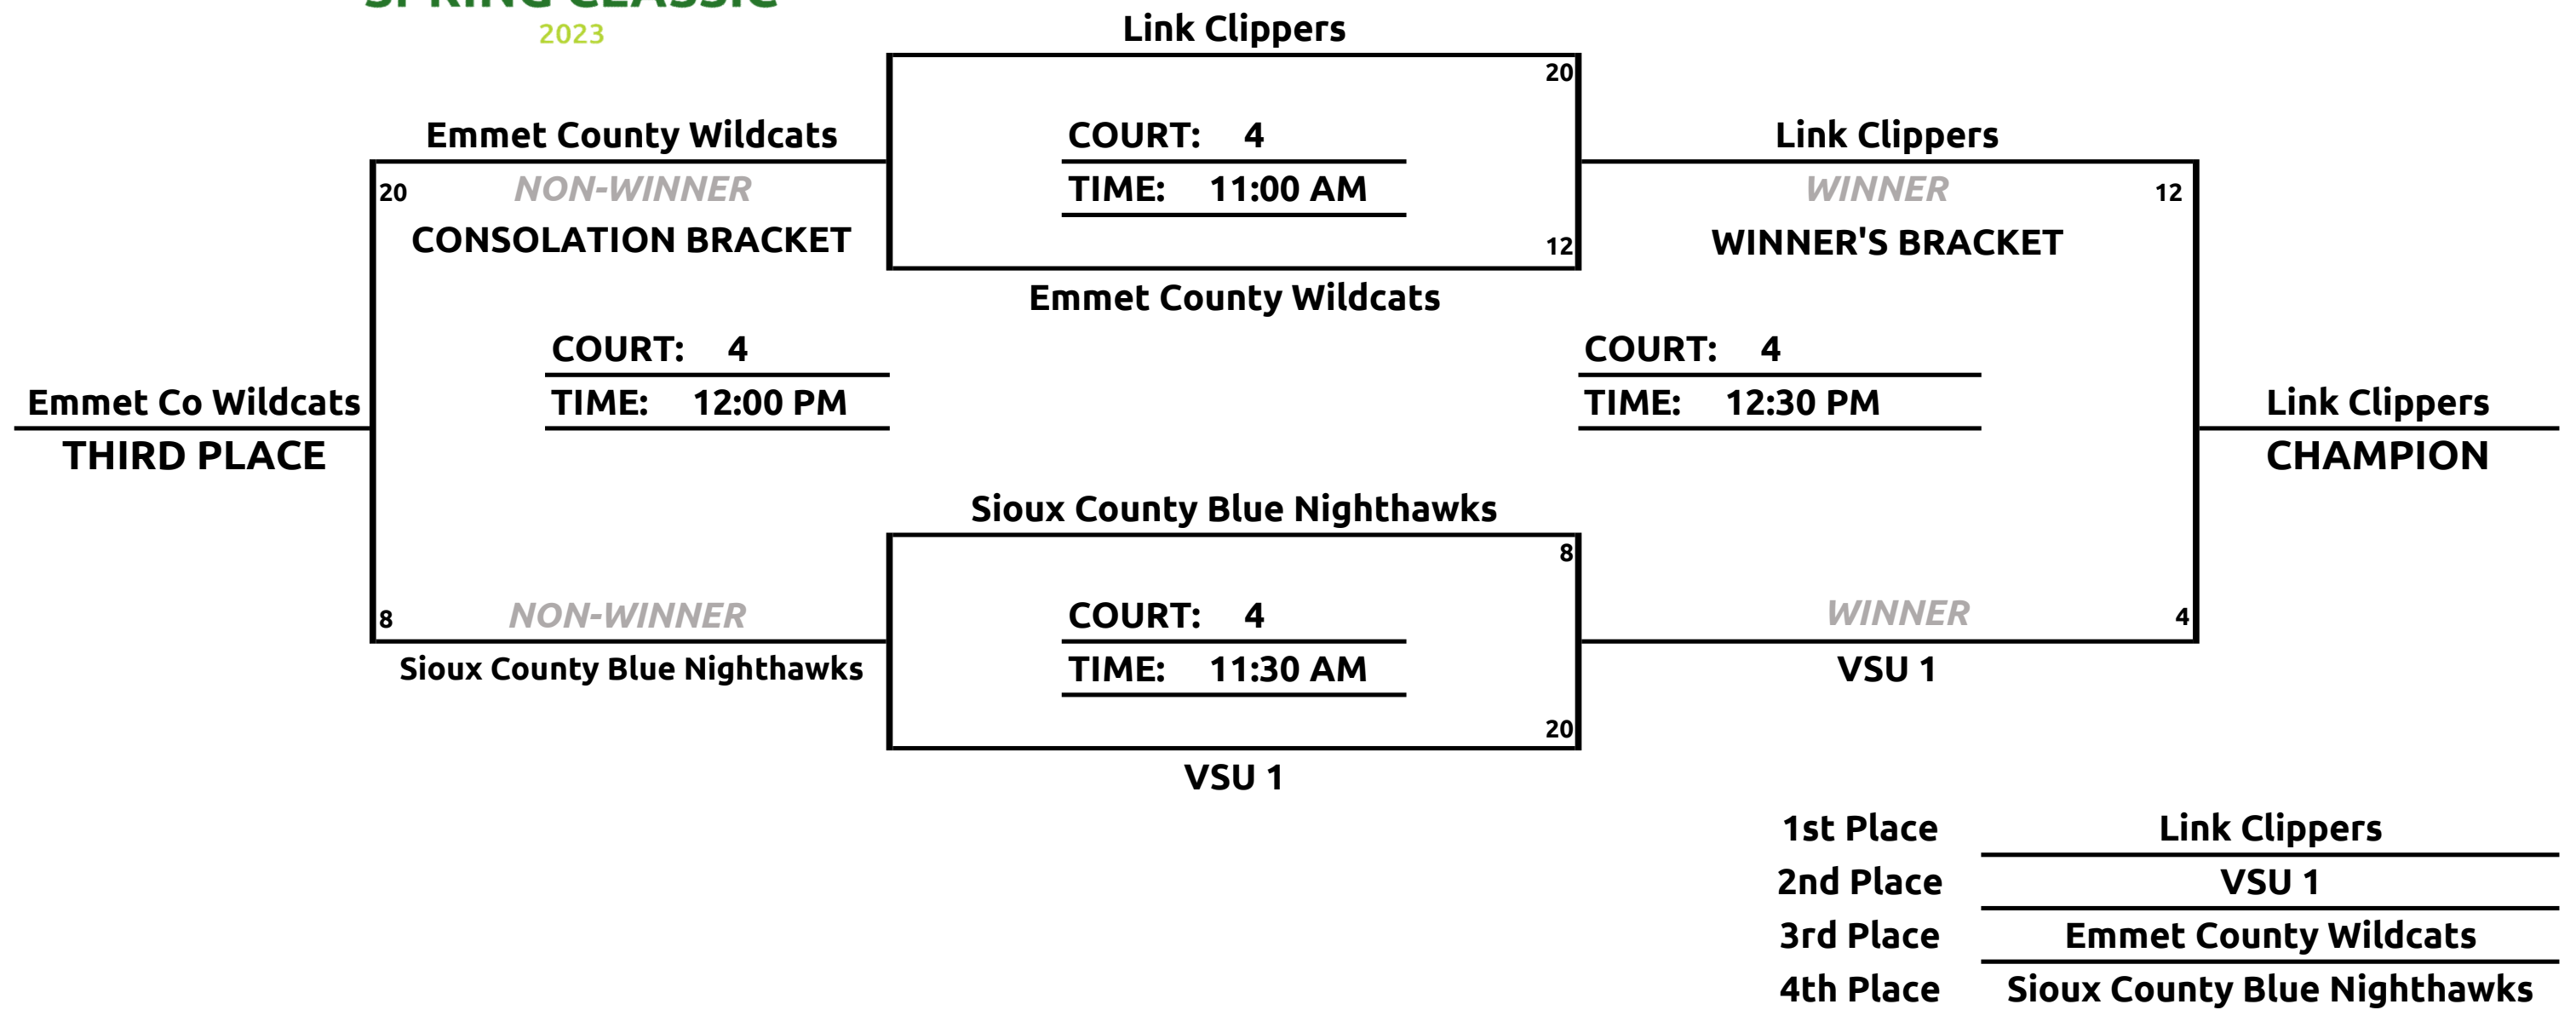 SPRING CLASSIC
2023
Link Clippers
20
Emmet County Wildcats
COURT: 4
Link Clippers
20 NON-WINNER
TIME: 11:00 AM
WINNER 12
CONSOLATION BRACKET
12
WINNER'S BRACKET
Emmet County Wildcats
COURT: 4
COURT: 4
Emmet Co Wildcats
TIME: 12:00 PM
TIME: 12:30 PM
Link Clippers
THIRD PLACE
CHAMPION
Sioux County Blue Nighthawks
8
8 NON-WINNER
COURT: 4
WINNER 4
Sioux County Blue Nighthawks
TIME: 11:30 AM
VSU 1
20
VSU 1
1st Place Link Clippers
2nd Place VSU 1
3rd Place Emmet County Wildcats
4th Place Sioux County Blue Nighthawks